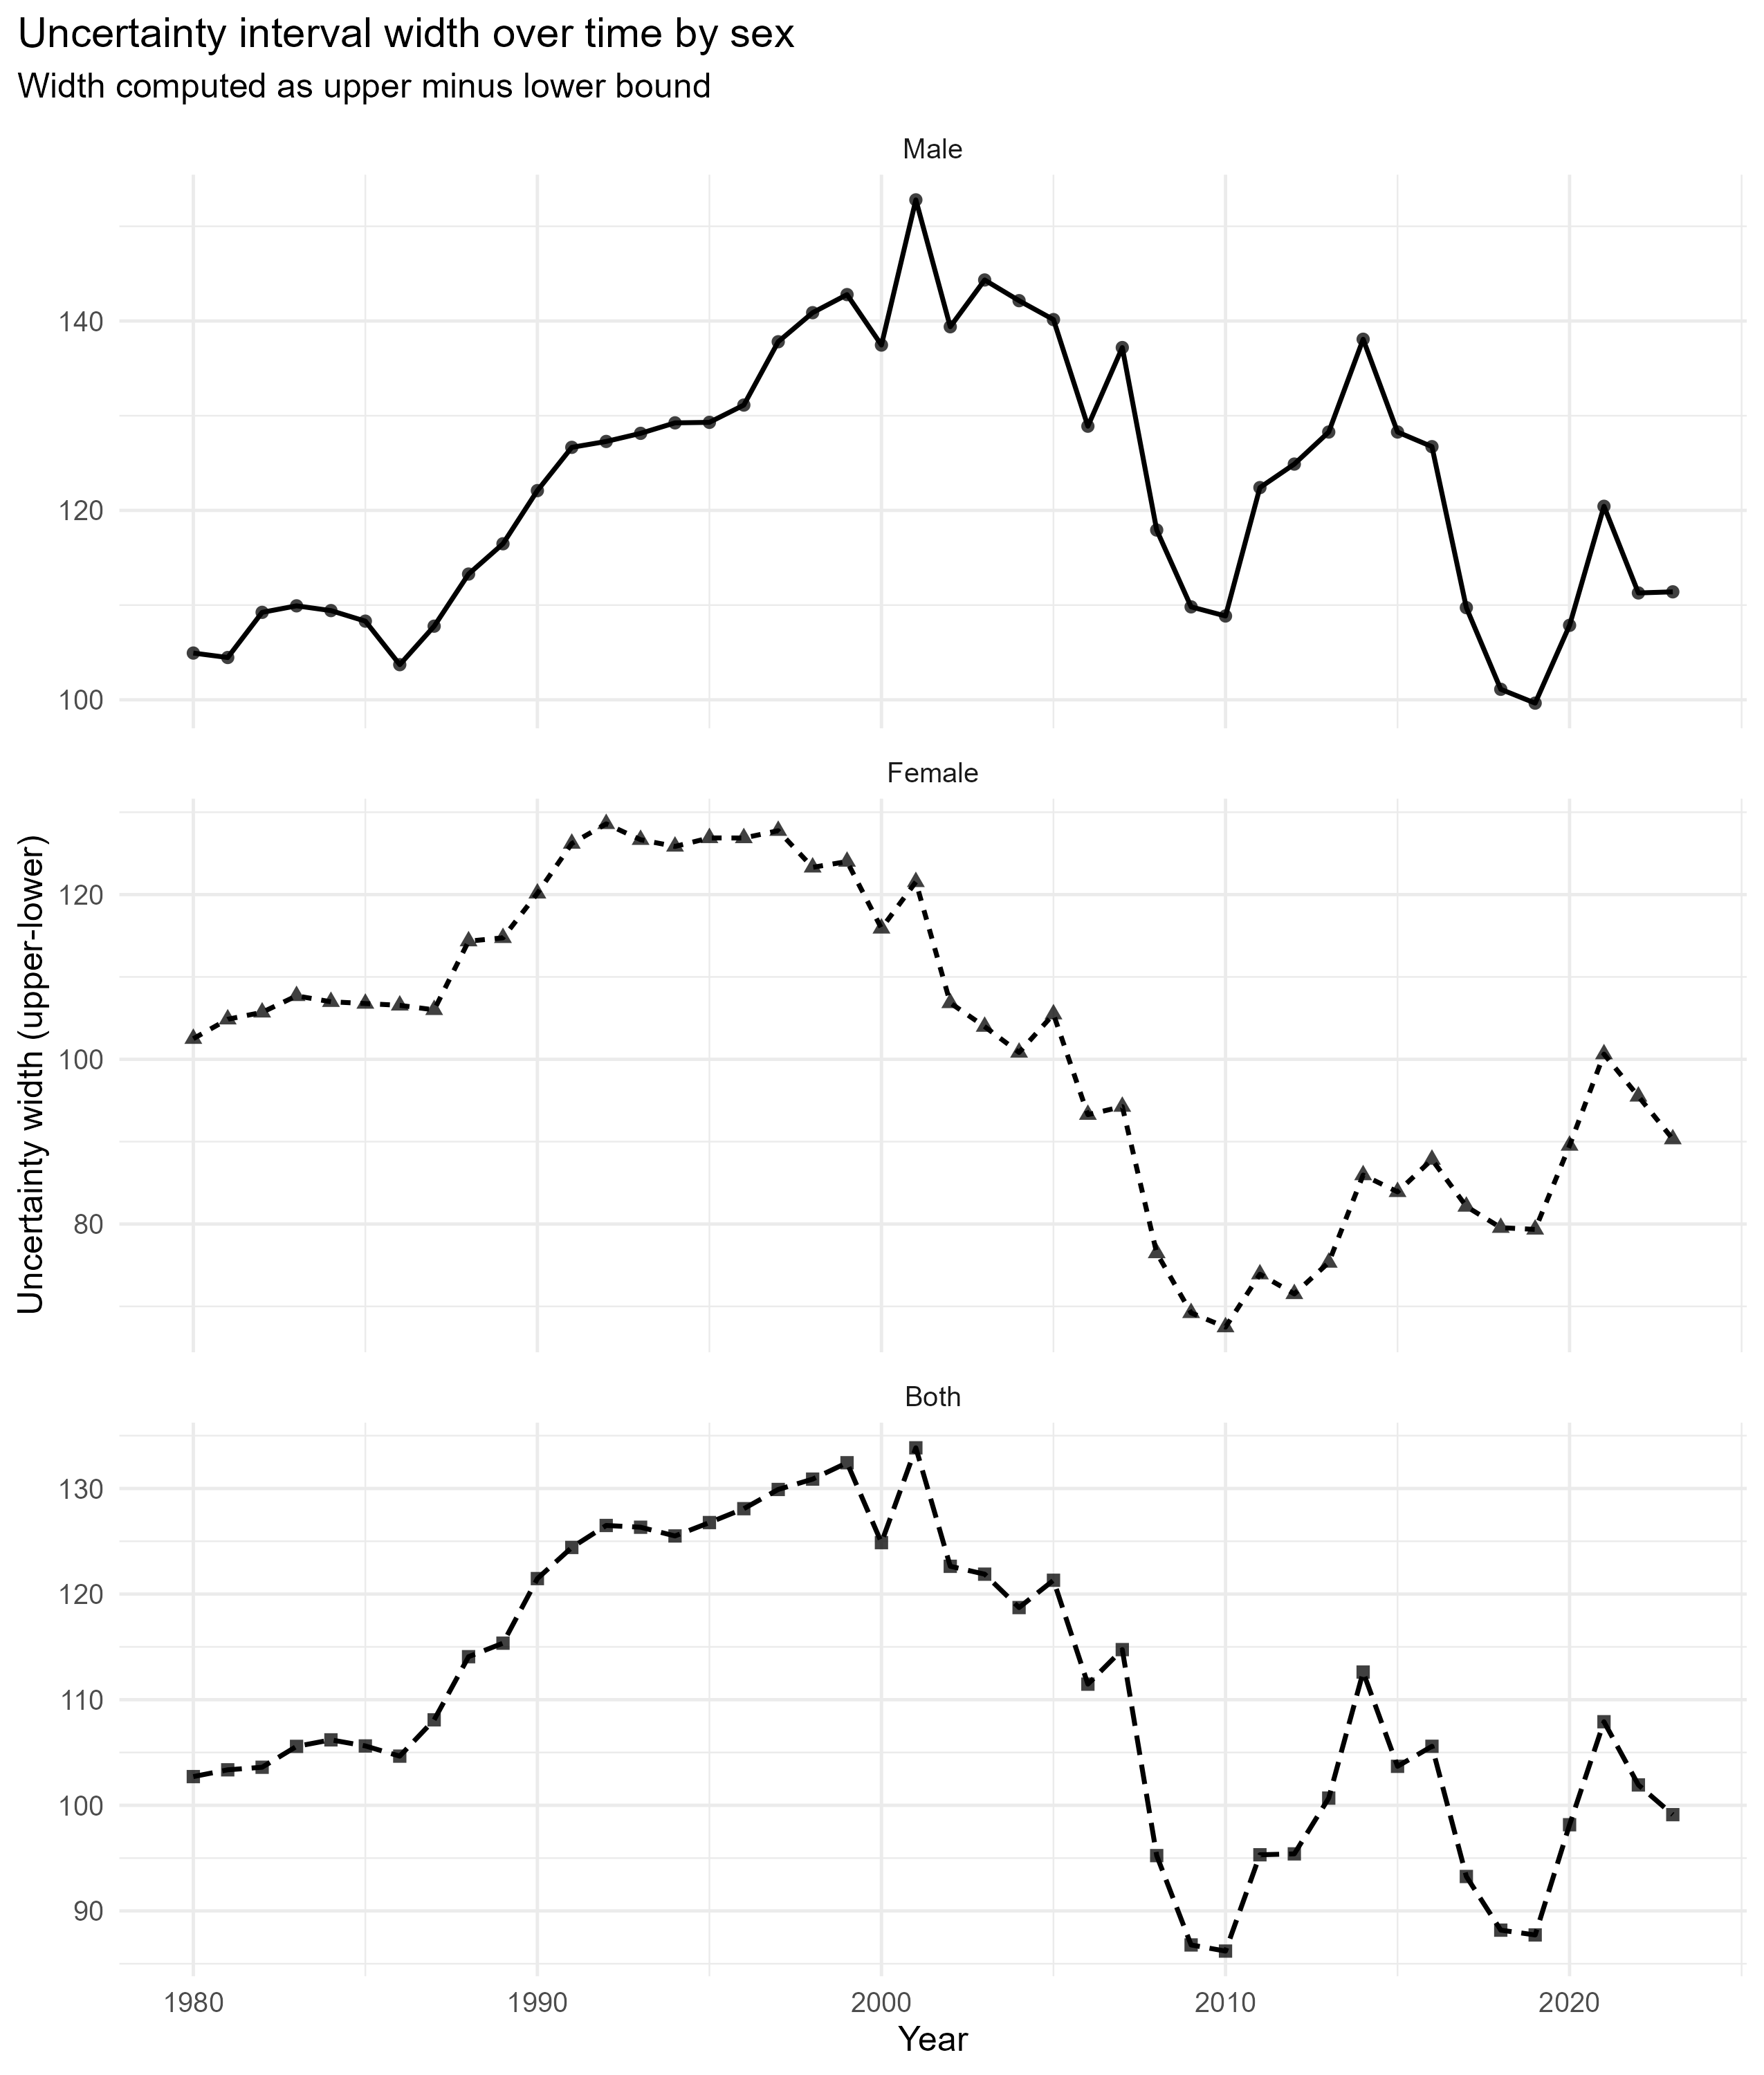 Uncertainty interval width over time by sex
Width computed as upper minus lower bound
Male
140
120
100
Female
120
100
80
Both
130
120
110
100
90
1980 1990 2000 2010 2020
Year
Uncertainty width (upper-lower)